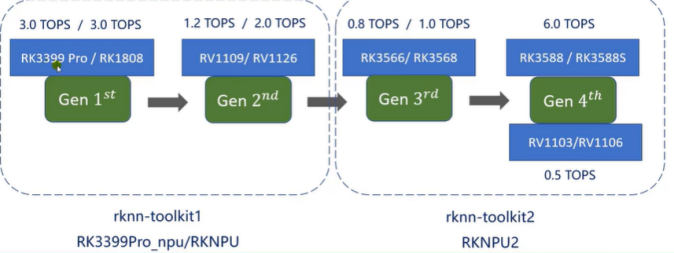 3.0 TOPS / 3.0 TOPS
1.2 TOPS / 2.0 TOPS
0.8 TOPS / 1.0 TOPS
6.0 TOPS
RK3399 Pro / RK1808
RV1109/ RV1126
RK3566/ RK3568
RK3588 / RK3588S
Gen 1st
Gen 2nd
Gen 3rd
Gen 4th
RV1103/RV1106
0.5 TOPS
rknn-toolkit1
rknn-toolkit2
RK3399Pro_npu/RKNPU
RKNPU2